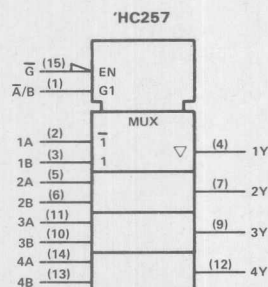 'HC257
G̅ (15) EN
A̅/B (1) G1
MUX
1A (2) 1̅ ▽ (4) 1Y
1B (3) 1
2A (5) (7) 2Y
2B (6)
3A (11) (9) 3Y
3B (10)
4A (14) (12) 4Y
4B (13)